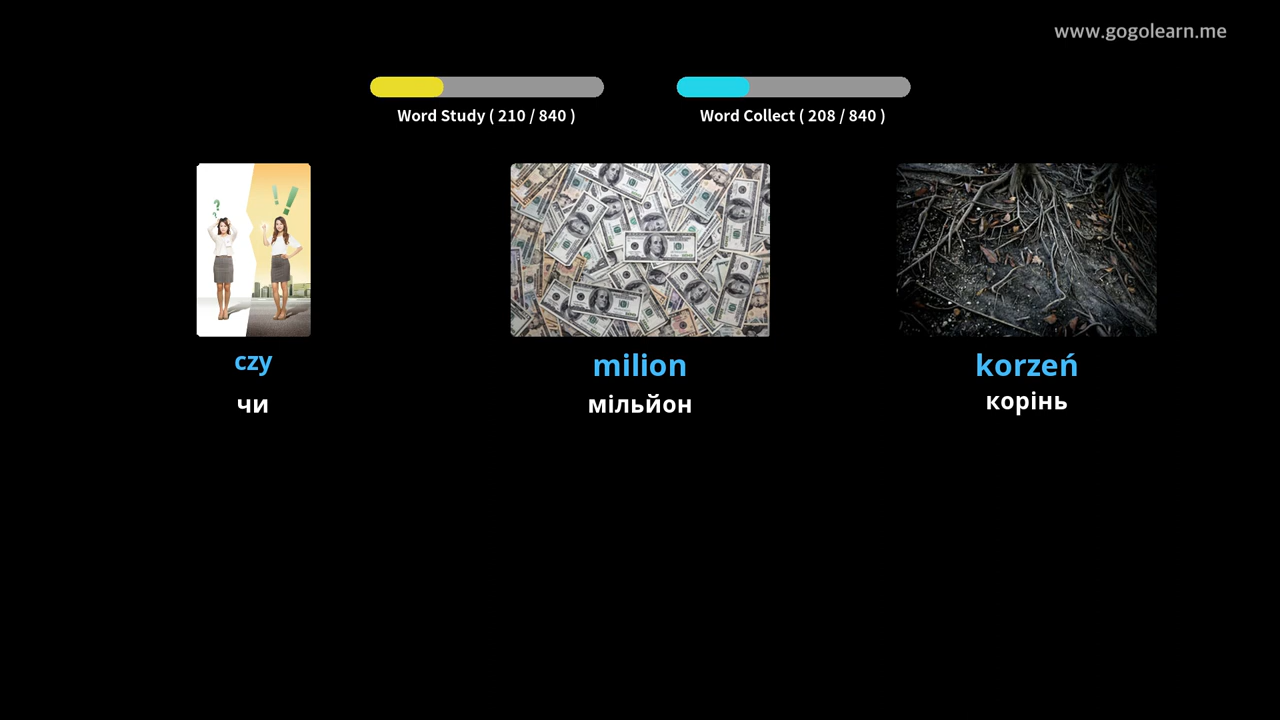 www.gogolearn.me
Word Study ( 210 / 840 )
Word Collect ( 208 / 840 )
czy
milion
korzeń
чи
мільйон
корінь